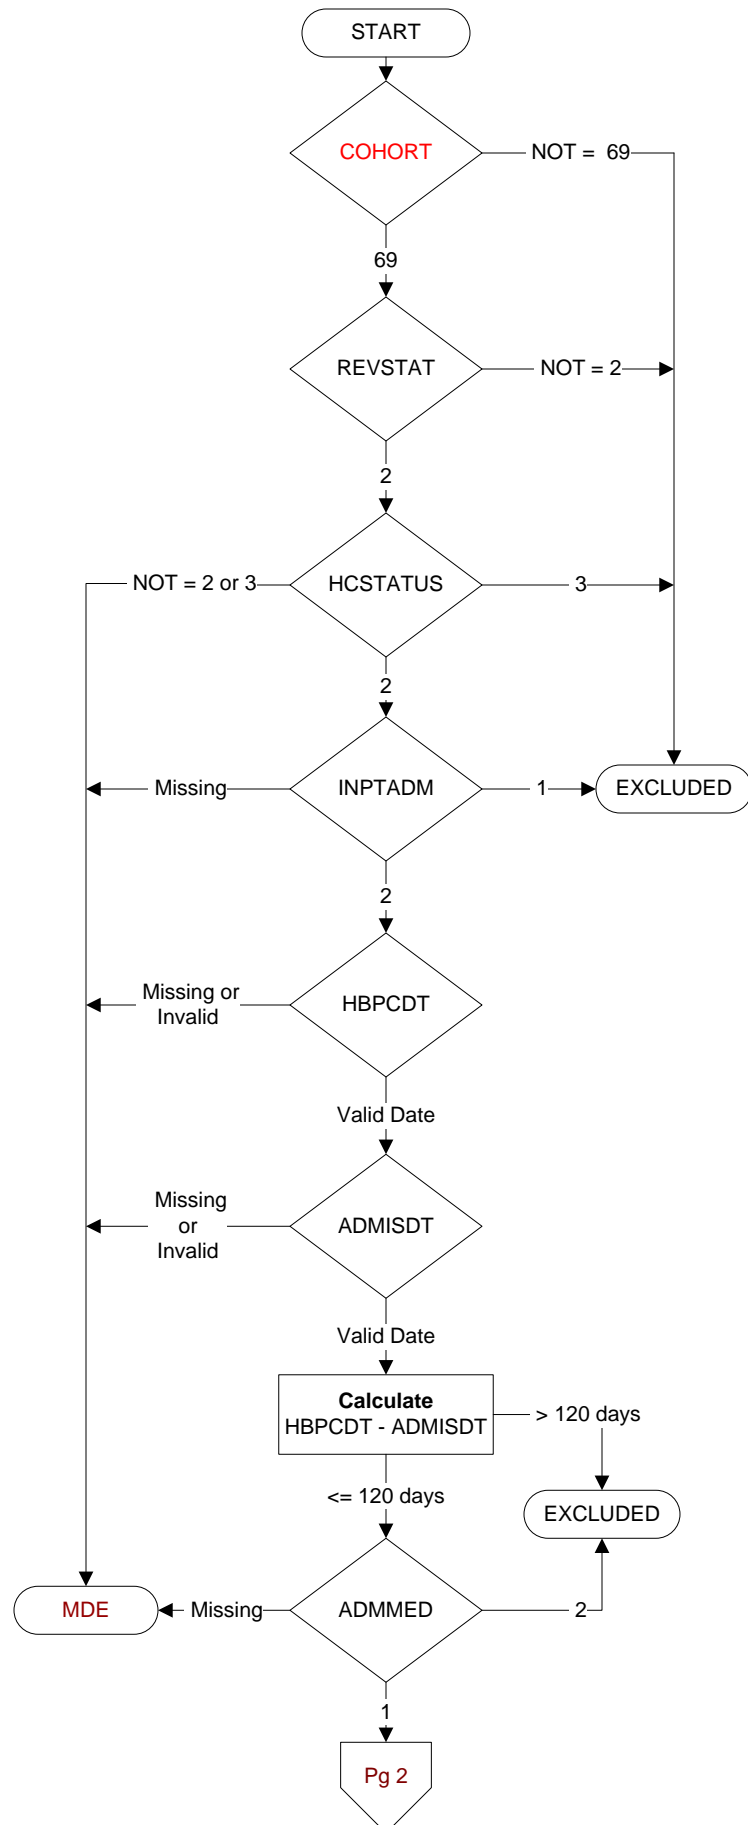 START
COHORT
NOT =  69
69
REVSTAT
NOT = 2
2
NOT = 2 or 3
HCSTATUS
3
2
Missing
INPTADM
1
EXCLUDED
2
Missing or
Invalid
HBPCDT
Valid Date
Missing
or
Invalid
ADMISDT
Valid Date
Calculate
HBPCDT - ADMISDT
> 120 days
<= 120 days
EXCLUDED
MDE
Missing
ADMMED
2
1
Pg 2